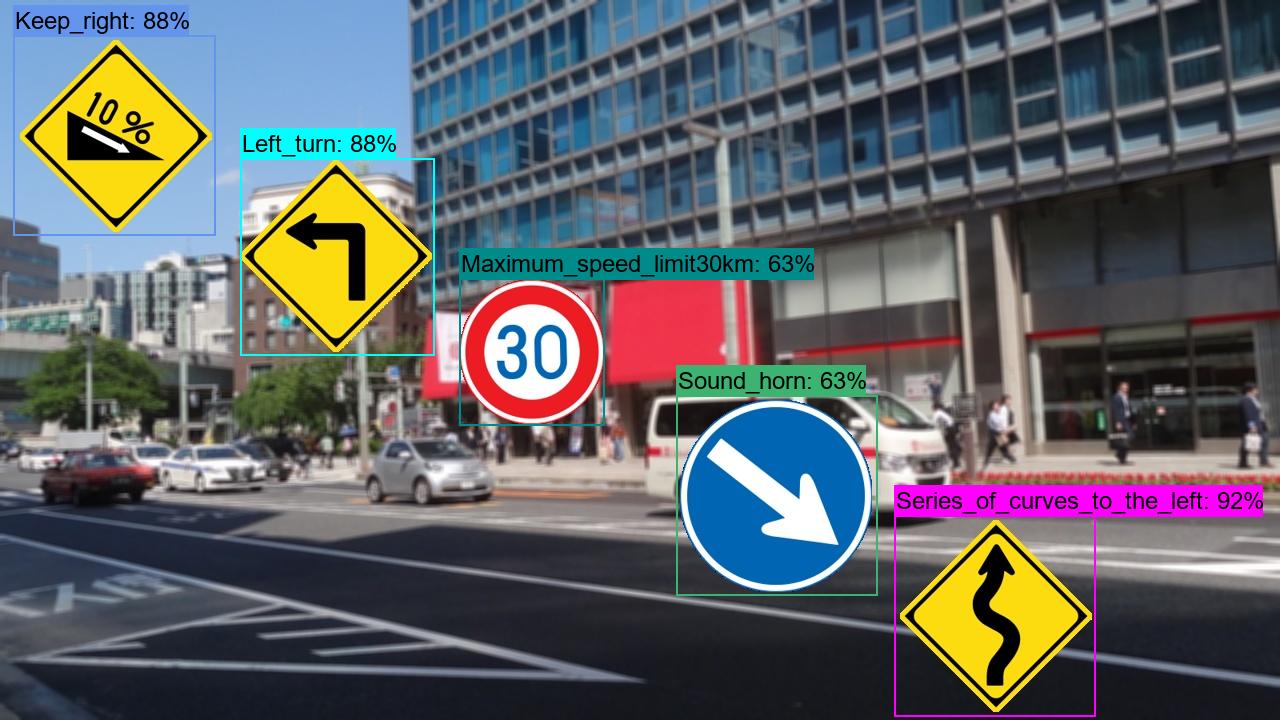 Keep_right: 88%
10 %
Left_turn: 88%
Maximum_speed_limit30km: 63%
30
Sound_horn: 63%
Series_of_curves_to_the_left: 92%